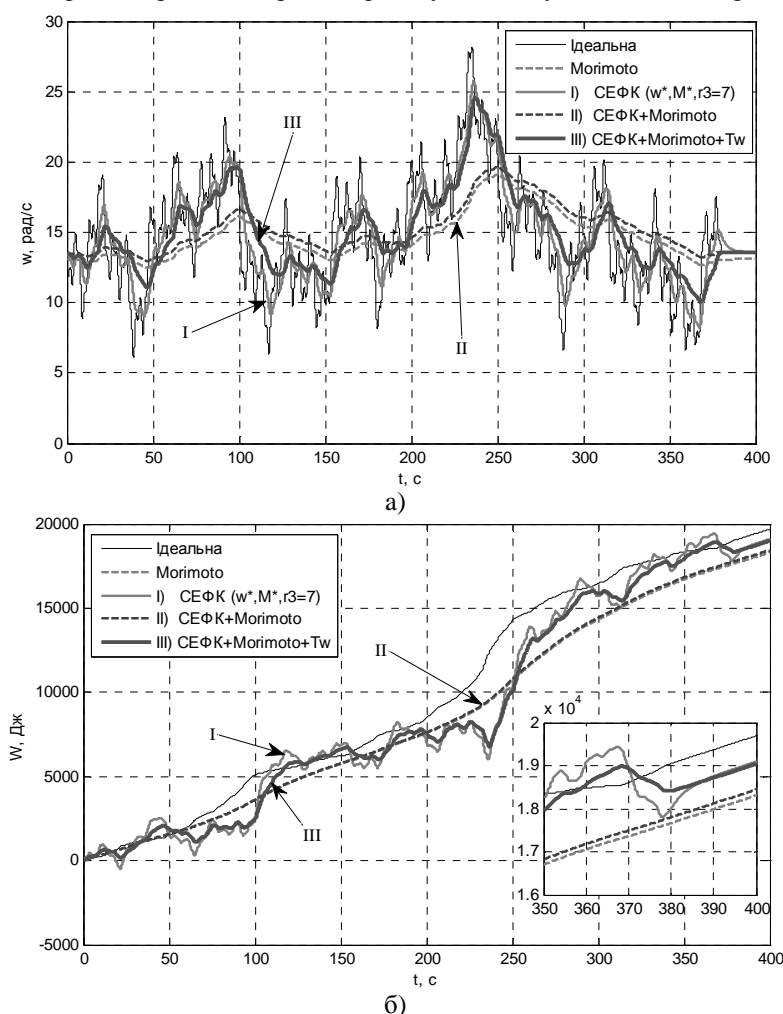 30
25
20
15
10
5
0
w, рад/с
Ідеальна
Morimoto
I) СЕФК (w*,M*,r3=7)
II) СЕФК+Morimoto
III) СЕФК+Morimoto+Tw
III
I
II
0 50 100 150 200 250 300 350 400
t, с
а)
20000
15000
10000
5000
0
-5000
W, Дж
Ідеальна
Morimoto
I) СЕФК (w*,M*,r3=7)
II) СЕФК+Morimoto
III) СЕФК+Morimoto+Tw
II
I
III
x 10⁴
2
1.9
1.8
1.7
1.6
350 360 370 380 390 400
0 50 100 150 200 250 300 350 400
t, с
б)